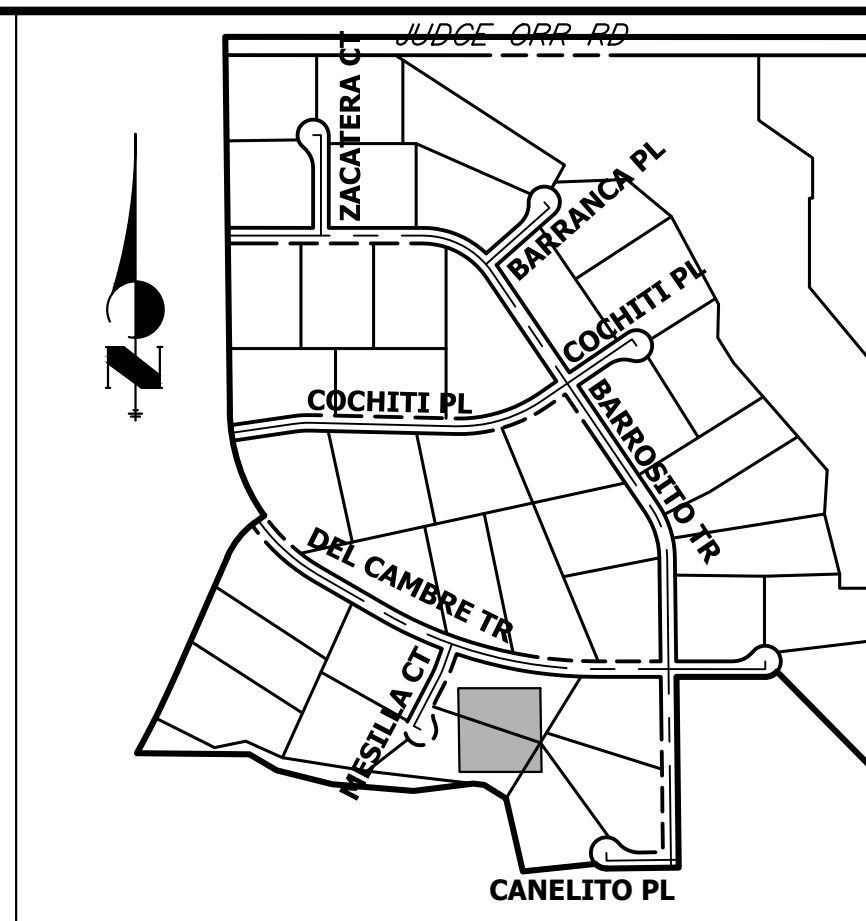 JUDGE ORR RD
ZACATERA CT
BARRANCA PL
COCHITI PL
N
COCHITI PL
BARROSITO TR
DEL CAMBRE TR
MESILLA CT
CANELITO PL